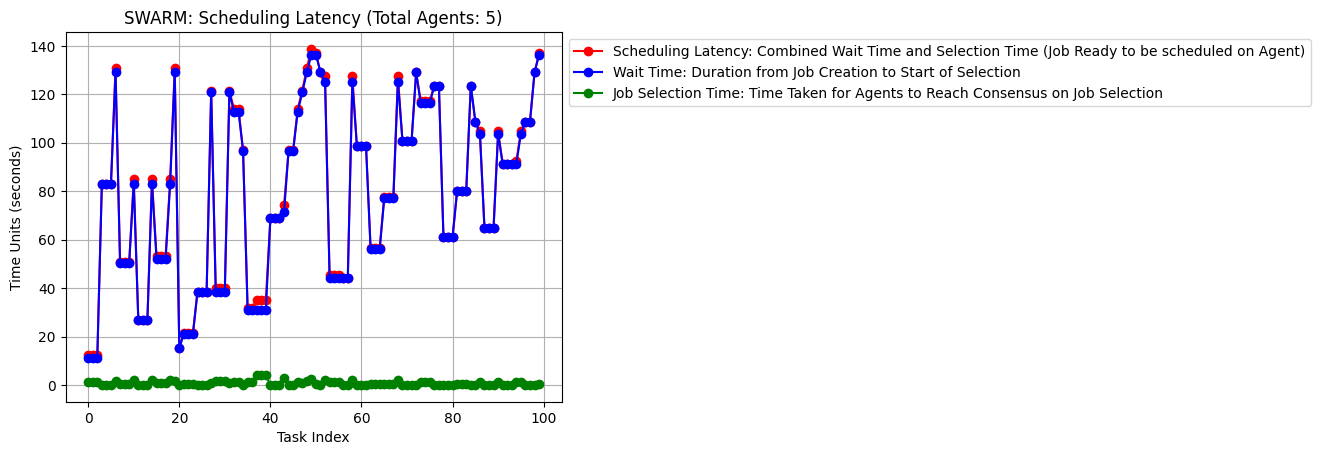 SWARM: Scheduling Latency (Total Agents: 5)
Time Units (seconds)
140
120
100
80
60
40
20
0
0
20
40
60
80
100
Task Index
Scheduling Latency: Combined Wait Time and Selection Time (Job Ready to be scheduled on Agent)
Wait Time: Duration from Job Creation to Start of Selection
Job Selection Time: Time Taken for Agents to Reach Consensus on Job Selection